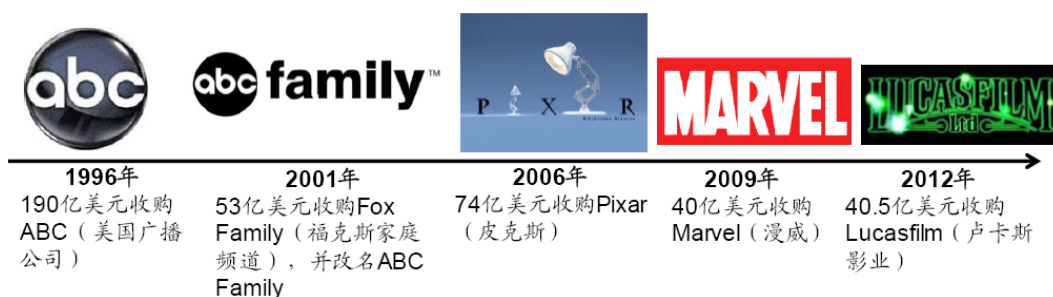 abc
abc family™
P I X A R
ANIMATION STUDIOS
MARVEL
LUCASFILM
Ltd
1996年
190亿美元收购
ABC（美国广播
公司）
2001年
53亿美元收购Fox
Family（福克斯家庭
频道），并改名ABC
Family
2006年
74亿美元收购Pixar
（皮克斯）
2009年
40亿美元收购
Marvel（漫威）
2012年
40.5亿美元收购
Lucasfilm（卢卡斯
影业）